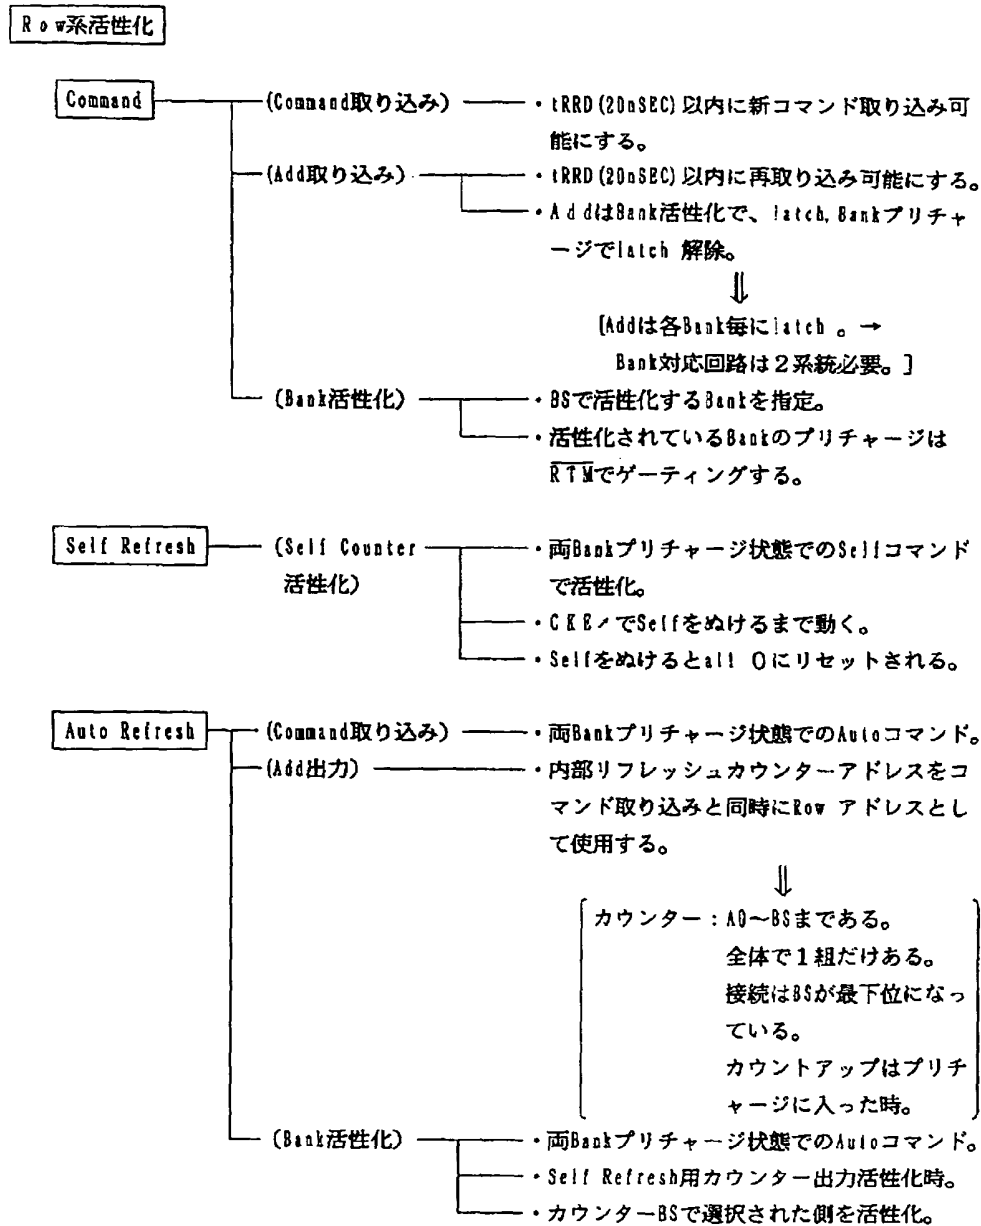 Row系活性化
Command (Command取り込み) ・tRRD(20nSEC)以内に新コマンド取り込み可
能にする。
(Add取り込み) ・tRRD(20nSEC)以内に再取り込み可能にする。
・AddはBank活性化で、latch,Bankプリチャ
ージでlatch 解除。
⇓
[Addは各Bank毎にlatch 。→
Bank対応回路は2系統必要。]
(Bank活性化) ・BSで活性化するBankを指定。
・活性化されているBankのプリチャージは
R̅T̅M̅でゲーティングする。
Self Refresh (Self Counter ・両Bankプリチャージ状態でのSelfコマンド
活性化) で活性化。
・CKE↗でSelfをぬけるまで動く。
・Selfをぬけるとall 0にリセットされる。
Auto Refresh (Command取り込み) ・両Bankプリチャージ状態でのAutoコマンド。
(Add出力) ・内部リフレッシュカウンターアドレスをコ
マンド取り込みと同時にRow アドレスとし
て使用する。
⇓
カウンター:A0~BSまである。
全体で1組だけある。
接続はBSが最下位になっ
ている。
カウントアップはプリチ
ャージに入った時。
(Bank活性化) ・両Bankプリチャージ状態でのAutoコマンド。
・Self Refresh用カウンター出力活性化時。
・カウンターBSで選択された側を活性化。